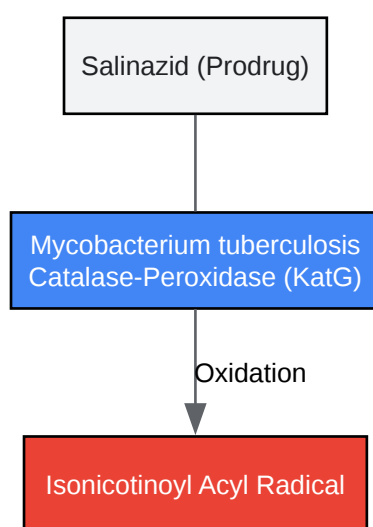 Salinazid (Prodrug)
Mycobacterium tuberculosis
Catalase-Peroxidase (KatG)
Oxidation
Isonicotinoyl Acyl Radical